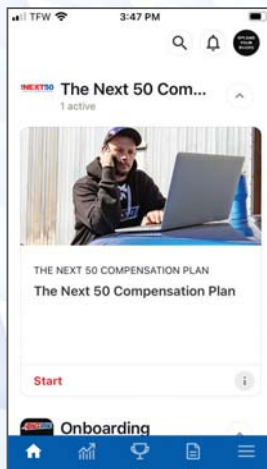 TFW 3:47 PM
NEXT50 The Next 50 Com...
1 active
THE NEXT 50 COMPENSATION PLAN
The Next 50 Compensation Plan
Start
i
Onboarding